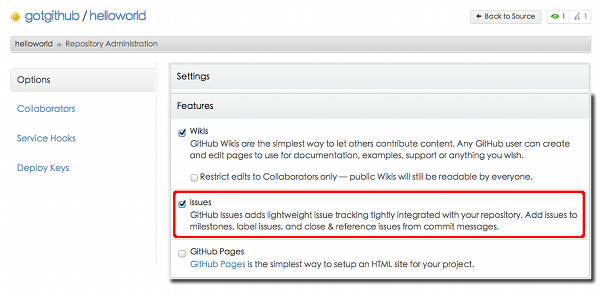 gotgithub / helloworld
Back to Source
1
1
helloworld → Repository Administration
Options
Collaborators
Service Hooks
Deploy Keys
Settings
Features
Wikis
GitHub Wikis are the simplest way to let others contribute content. Any GitHub user can create
and edit pages to use for documentation, examples, support or anything you wish.
Restrict edits to Collaborators only — public Wikis will still be readable by everyone.
Issues
GitHub Issues adds lightweight issue tracking tightly integrated with your repository. Add issues to
milestones, label issues, and close & reference issues from commit messages.
GitHub Pages
GitHub Pages is the simplest way to setup an HTML site for your project.